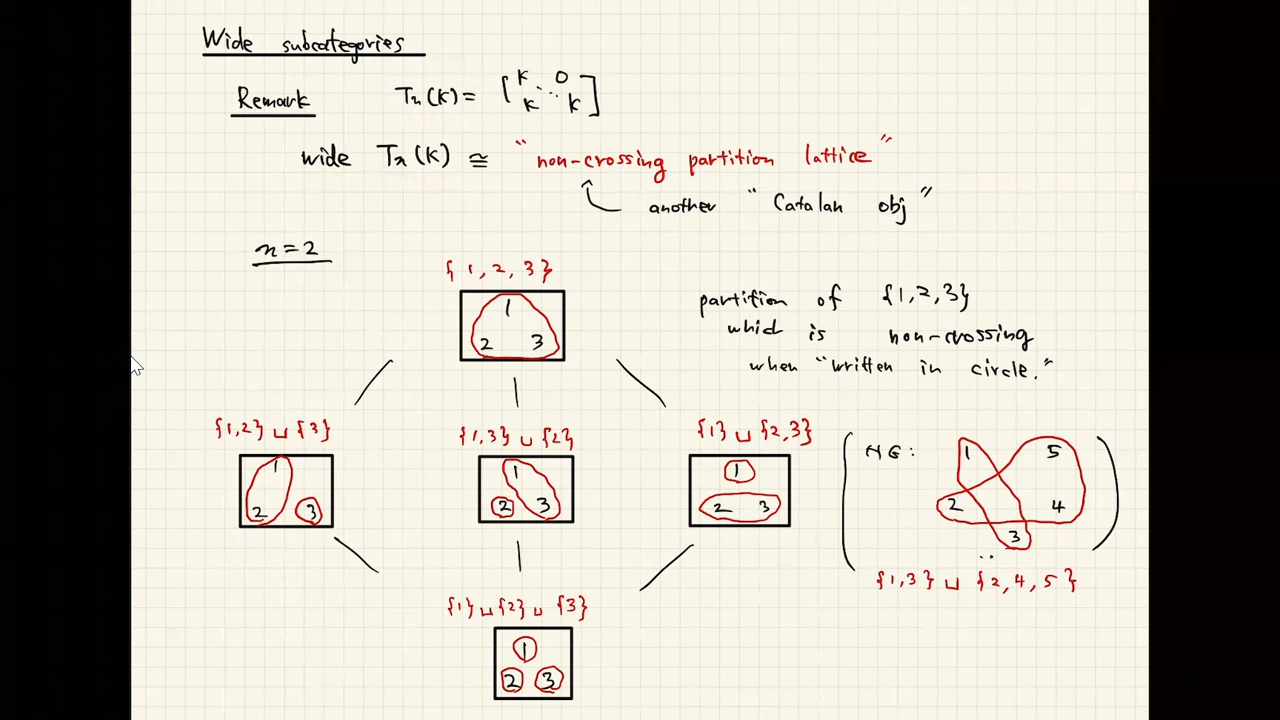 Wide subcategories
Remark Tn(K) = [K 0 K K]
wide Tn(K) ≅ "non-crossing partition lattice"
another "Catalan obj"
n=2
{1, 2, 3}
1
2 3
partition of {1,2,3}
which is non-crossing
when "written in circle."
{1,2} ⊔ {3}
{1,3} ⊔ {2}
{1} ⊔ {2,3}
1
2 3
1
2 3
1
2 3
( NG: 1 5 )
2 4
3
{1,3} ⊔ {2,4,5}
{1} ⊔ {2} ⊔ {3}
1
2 3